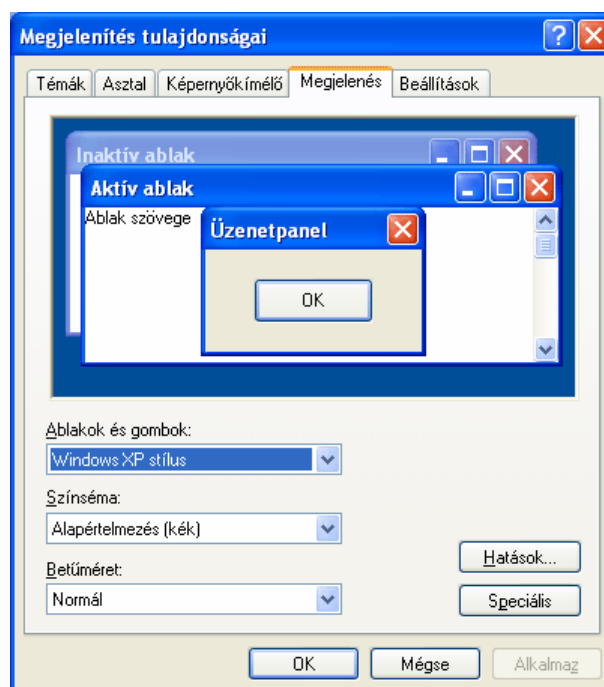 Megjelenítés tulajdonságai
Témák Asztal Képernyőkímélő Megjelenés Beállítások
Inaktív ablak
Aktív ablak
Ablak szövege
Üzenetpanel
OK
Ablakok és gombok:
Windows XP stílus
Színséma:
Alapértelmezés (kék)
Hatások...
Betűméret:
Normál
Speciális
OK Mégse Alkalmaz